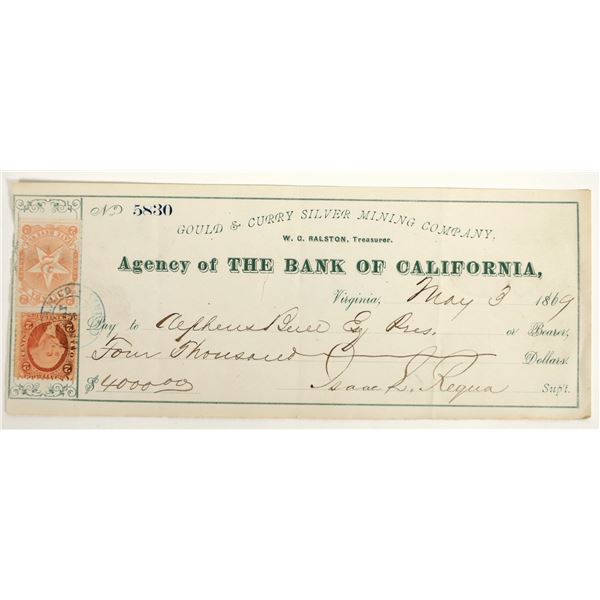 No 5830
GOULD & CURRY SILVER MINING COMPANY,
W. C. RALSTON, Treasurer.
Agency of THE BANK OF CALIFORNIA,
Virginia, May 3 1869
Pay to Alpheus Bull Esq Pres. or Bearer,
Four Thousand Dollars.
$4000.00 Isaac L. Requa Sup't.